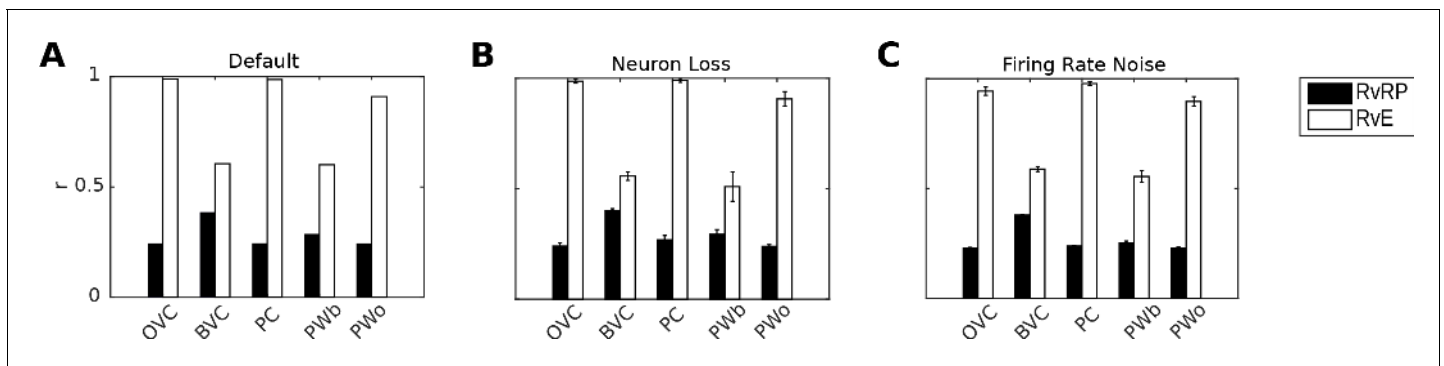 A
Default
B
Neuron Loss
C
Firing Rate Noise
RvRP
RvE
1
r
0.5
0
OVC
BVC
PC
PWb
PWo
OVC
BVC
PC
PWb
PWo
OVC
BVC
PC
PWb
PWo